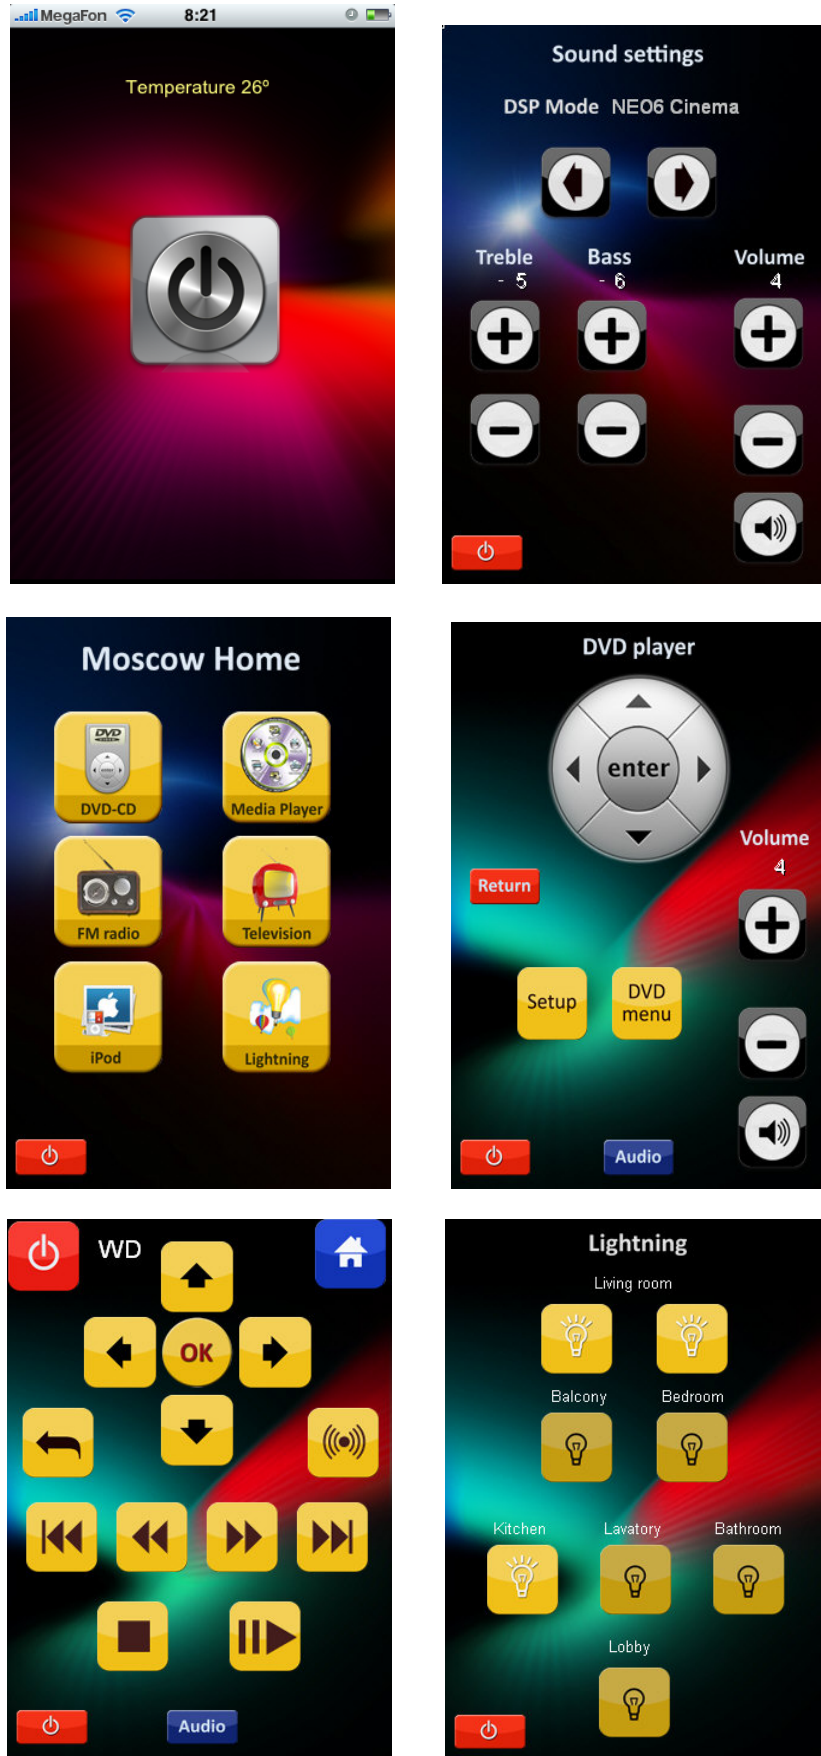 MegaFon 8:21
Temperature 26º
Sound settings
DSP Mode NEO6 Cinema
Treble Bass Volume
- 5 - 6 4
Moscow Home
DVD
VIDEO
DVD-CD Media Player
FM radio Television
iPod Lightning
DVD player
enter
Volume
4
Return
Setup DVD menu
Audio
WD
OK
Audio
Lightning
Living room
Balcony Bedroom
Kitchen Lavatory Bathroom
Lobby